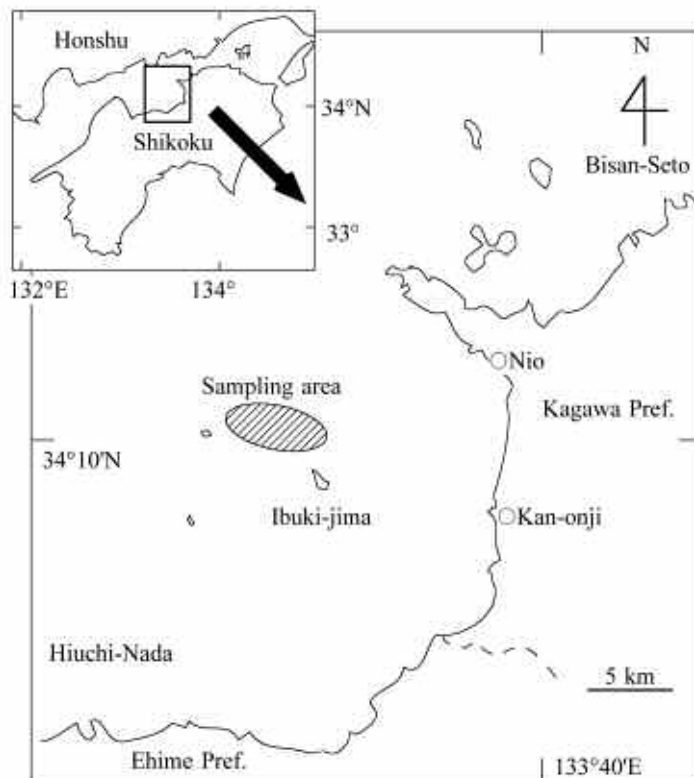 Honshu
Shikoku
34°N
33°
132°E
134°
N
Bisan-Seto
Nio
Sampling area
Kagawa Pref.
34°10'N
Ibuki-jima
Kan-onji
Hiuchi-Nada
5 km
Ehime Pref.
133°40'E